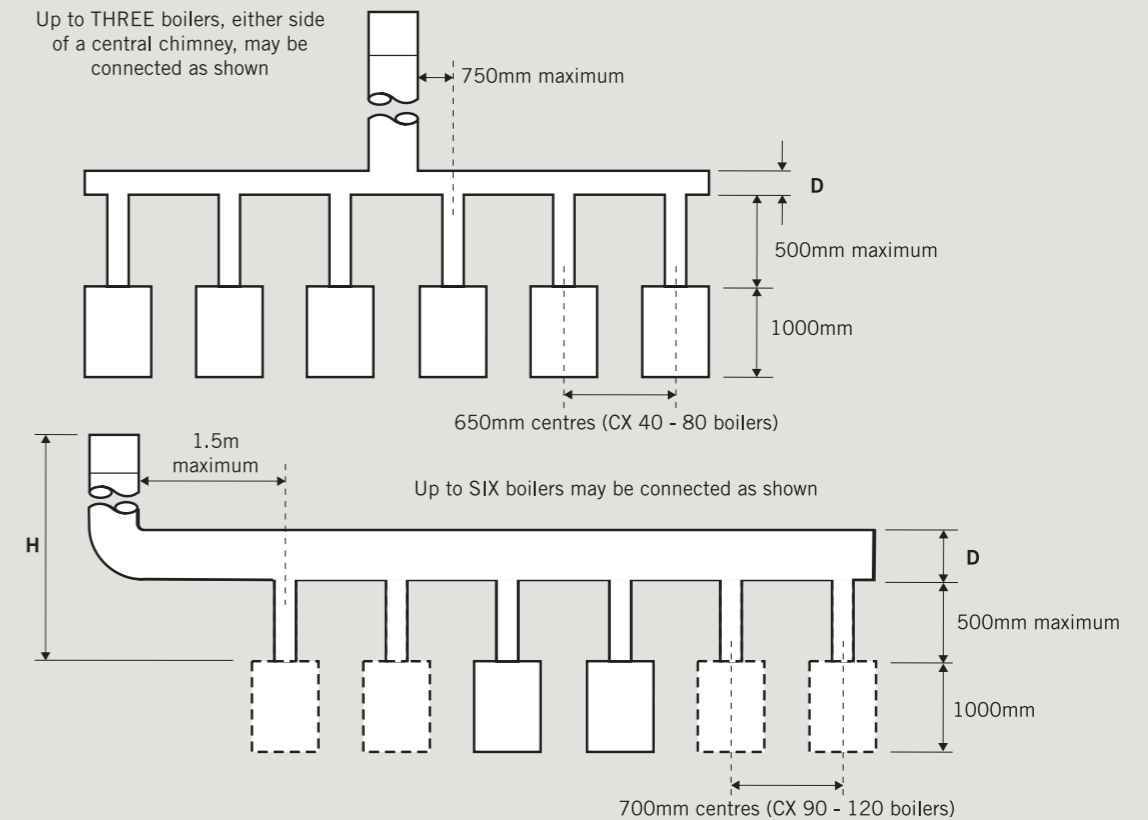 Up to THREE boilers, either side
of a central chimney, may be
connected as shown
750mm maximum
D
500mm maximum
1000mm
650mm centres (CX 40 - 80 boilers)
1.5m
maximum
Up to SIX boilers may be connected as shown
H
D
500mm maximum
1000mm
700mm centres (CX 90 - 120 boilers)